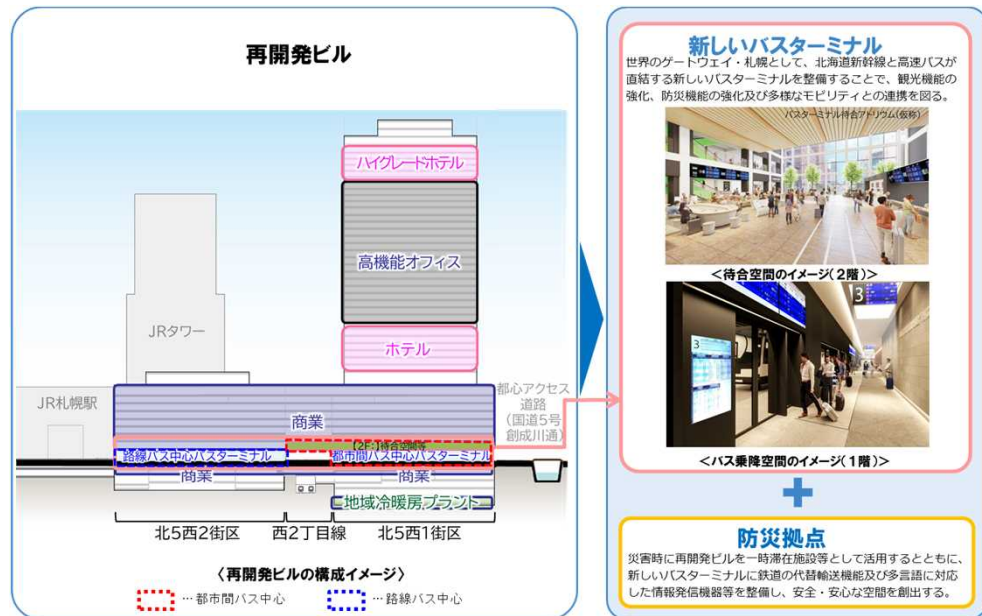 再開発ビル
ハイグレードホテル
高機能オフィス
JRタワー
ホテル
JR札幌駅
都心アクセス
道路
(国道5号
創成川通)
商業
【2F:】待合空間等
路線バス中心バスターミナル
都市間バス中心バスターミナル
商業
商業
地域冷暖房プラント
北5西2街区
西2丁目線
北5西1街区
〈再開発ビルの構成イメージ〉
…都市間バス中心
…路線バス中心
新しいバスターミナル
世界のゲートウェイ・札幌として、北海道新幹線と高速バスが
直結する新しいバスターミナルを整備することで、観光機能の
強化、防災機能の強化及び多様なモビリティとの連携を図る。
バスターミナル待合アトリウム(仮称)
<待合空間のイメージ(2階)>
3
3
<バス乗降空間のイメージ(1階)>
防災拠点
災害時に再開発ビルを一時滞在施設等として活用するとともに、
新しいバスターミナルに鉄道の代替輸送機能及び多言語に対応
した情報発信機器等を整備し、安全・安心な空間を創出する。